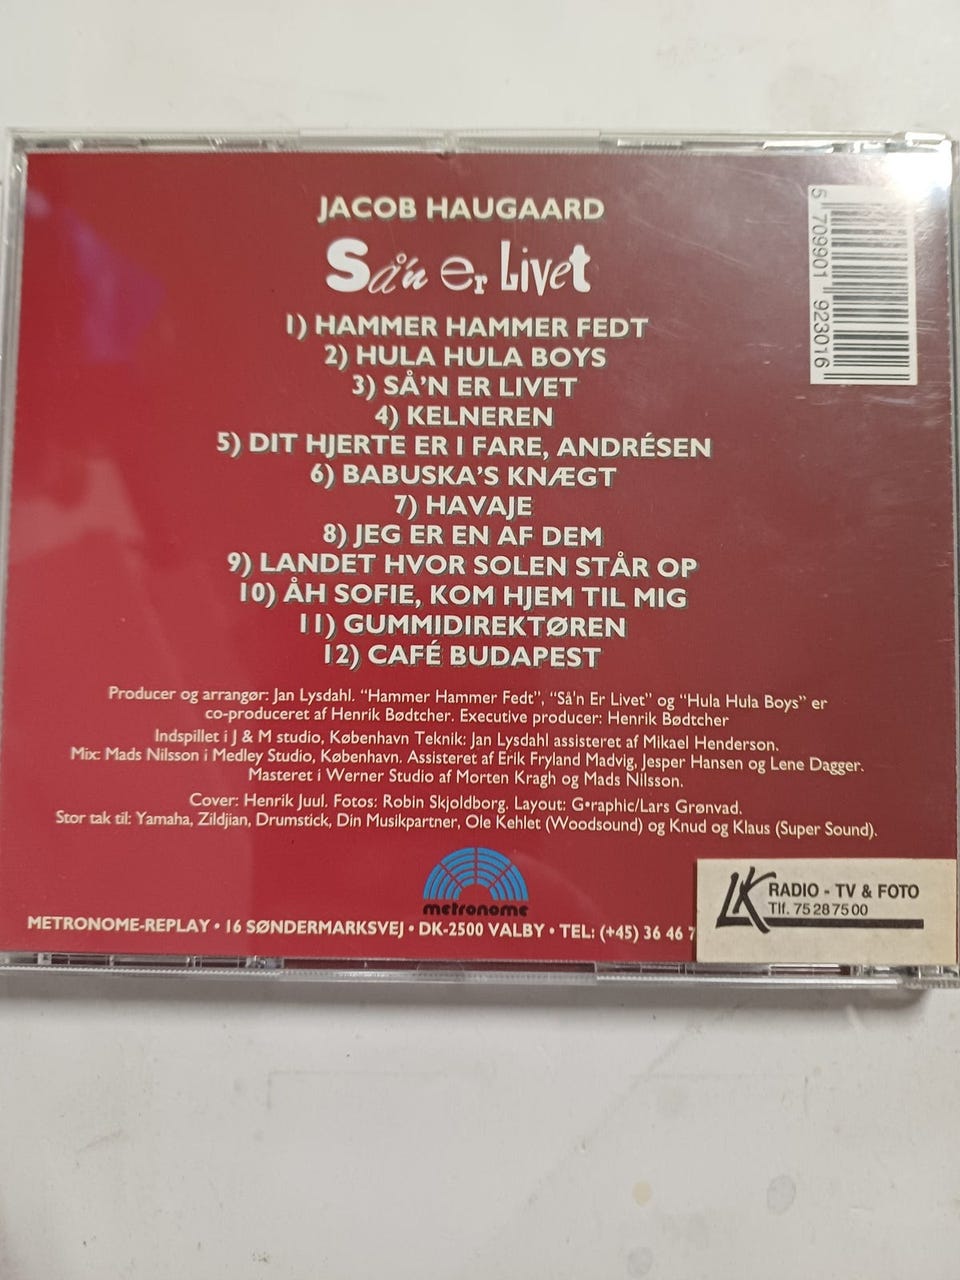 JACOB HAUGAARD
Så'n er Livet
1) HAMMER HAMMER FEDT
2) HULA HULA BOYS
3) SÅ'N ER LIVET
4) KELNEREN
5) DIT HJERTE ER I FARE, ANDRÉSEN
6) BABUSKA'S KNÆGT
7) HAVAJE
8) JEG ER EN AF DEM
9) LANDET HVOR SOLEN STÅR OP
10) ÅH SOFIE, KOM HJEM TIL MIG
11) GUMMIDIREKTØREN
12) CAFÉ BUDAPEST
Producer og arrangør: Jan Lysdahl. "Hammer Hammer Fedt", "Så'n Er Livet" og "Hula Hula Boys" er
co-produceret af Henrik Bødtcher. Executive producer: Henrik Bødtcher
Indspillet i J & M studio, København Teknik: Jan Lysdahl assisteret af Mikael Henderson.
Mix: Mads Nilsson i Medley Studio, København. Assisteret af Erik Fryland Madvig, Jesper Hansen og Lene Dagger.
Masteret i Werner Studio af Morten Kragh og Mads Nilsson.
Cover: Henrik Juul. Fotos: Robin Skjoldborg. Layout: G•raphic/Lars Grønvad.
Stor tak til: Yamaha, Zildjian, Drumstick, Din Musikpartner, Ole Kehlet (Woodsound) og Knud og Klaus (Super Sound).
metronome
METRONOME-REPLAY • 16 SØNDERMARKSVEJ • DK-2500 VALBY • TEL: (+45) 36 46 7
LK RADIO - TV & FOTO
Tlf. 75 28 75 00
5 709901 923016